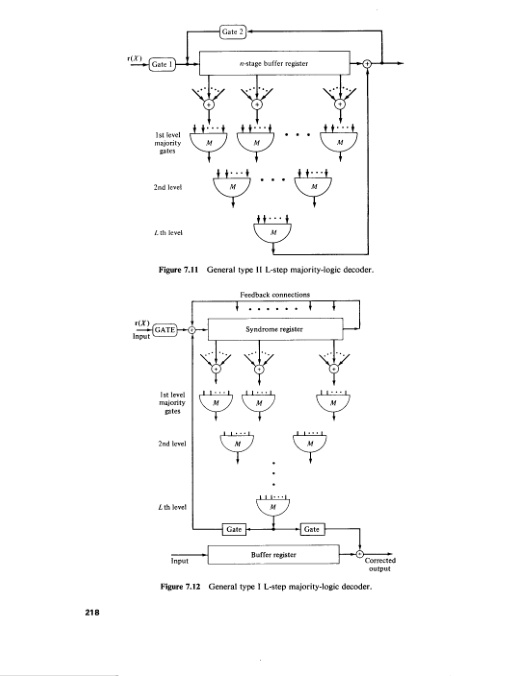 Gate 2
r(X)
Gate 1
n-stage buffer register
+
+ + +
1st level
majority
gates
M M M
2nd level
M M
L th level
M
Figure 7.11 General type II L-step majority-logic decoder.
Feedback connections
r(X)
Input
GATE
+
Syndrome register
+ + +
1st level
majority
gates
M M M
2nd level
M M
L th level
M
Gate Gate
Input
Buffer register
+
Corrected
output
Figure 7.12 General type I L-step majority-logic decoder.
218